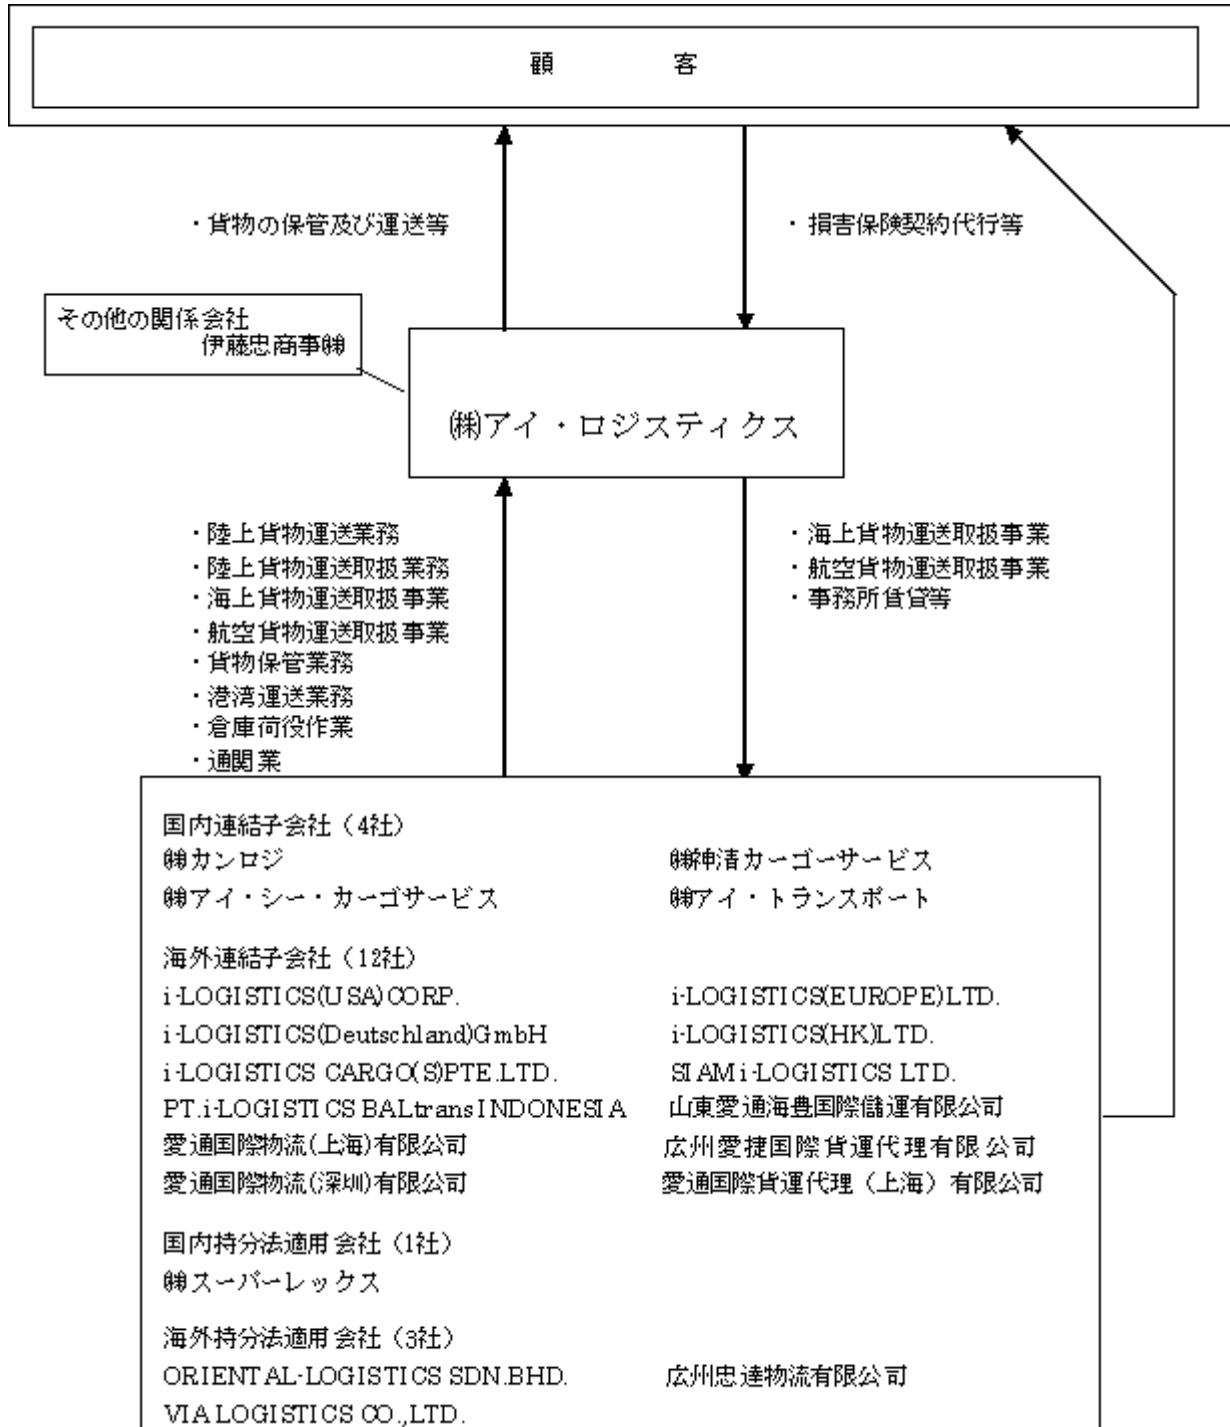 顧　客
・貨物の保管及び運送等
・損害保険契約代行等
その他の関係会社
伊藤忠商事㈱
㈱アイ・ロジスティクス
・陸上貨物運送業務
・陸上貨物運送取扱業務
・海上貨物運送取扱事業
・航空貨物運送取扱事業
・貨物保管業務
・港湾運送業務
・倉庫荷役作業
・通関業
・海上貨物運送取扱事業
・航空貨物運送取扱事業
・事務所賃貸等
国内連結子会社（4社）
㈱カンロジ　㈱神清カーゴーサービス
㈱アイ・シー・カーゴサービス　㈱アイ・トランスポート
海外連結子会社（12社）
i-LOGISTICS(USA)CORP.　i-LOGISTICS(EUROPE)LTD.
i-LOGISTICS(Deutschland)GmbH　i-LOGISTICS(HK)LTD.
i-LOGISTICS CARGO(S)PTE.LTD.　SIAM i-LOGISTICS LTD.
PT.i-LOGISTICS BALtrans INDONESIA　山東愛通海豊国際儲運有限公司
愛通国際物流(上海)有限公司　広州愛捷国際貨運代理有限公司
愛通国際物流(深圳)有限公司　愛通国際貨運代理（上海）有限公司
国内持分法適用会社（1社）
㈱スーパーレックス
海外持分法適用会社（3社）
ORIENTAL-LOGISTICS SDN.BHD.　広州忠達物流有限公司
VIA LOGISTICS CO.,LTD.